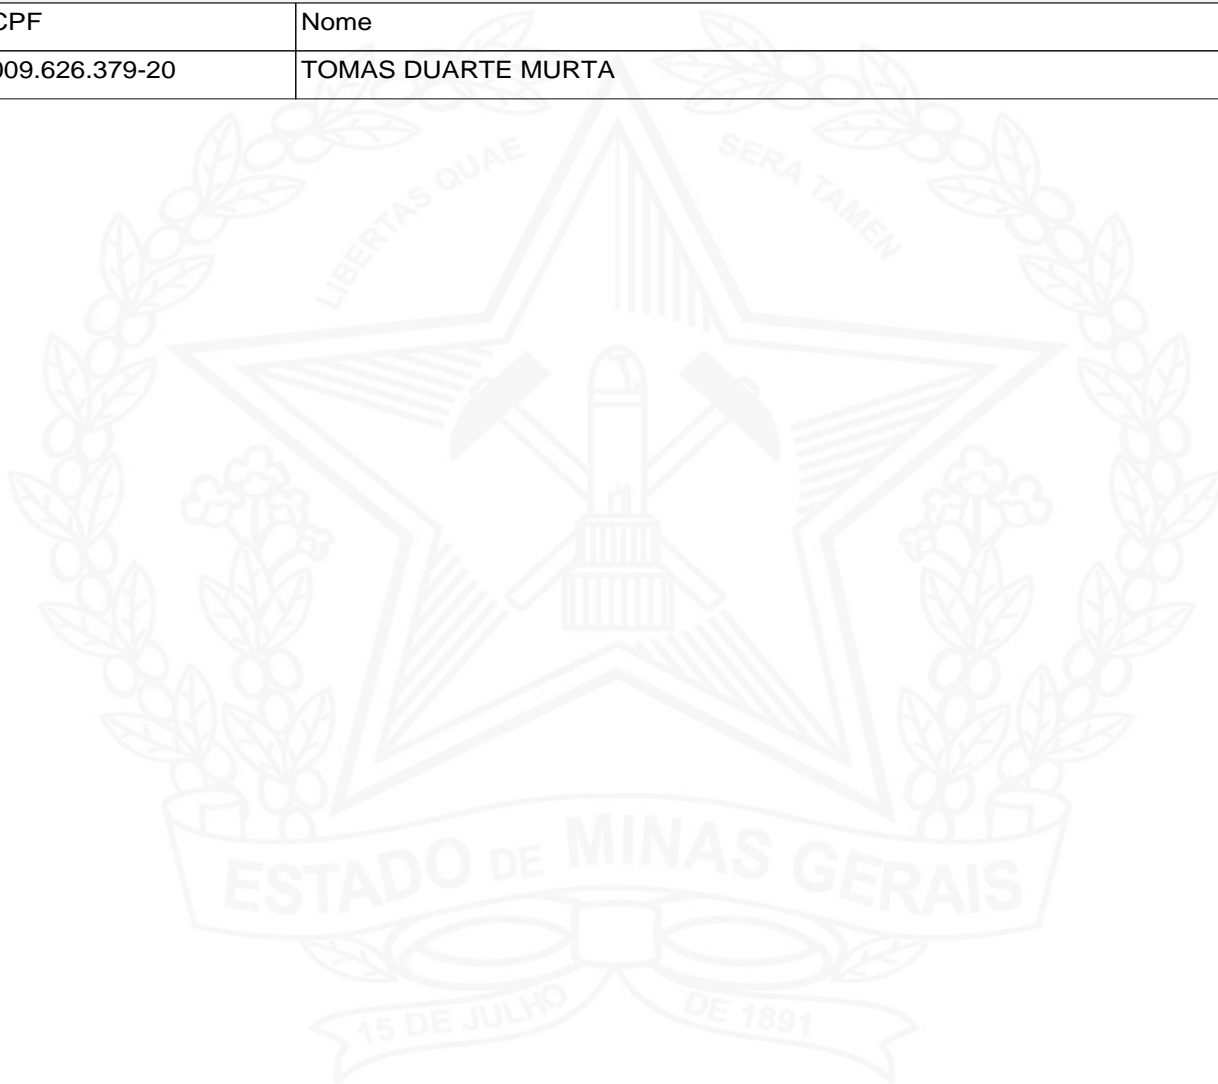 CPF Nome
009.626.379-20 TOMAS DUARTE MURTA
LIBERTAS QUAE SERA TAMEN
ESTADO DE MINAS GERAIS
15 DE JULHO DE 1891